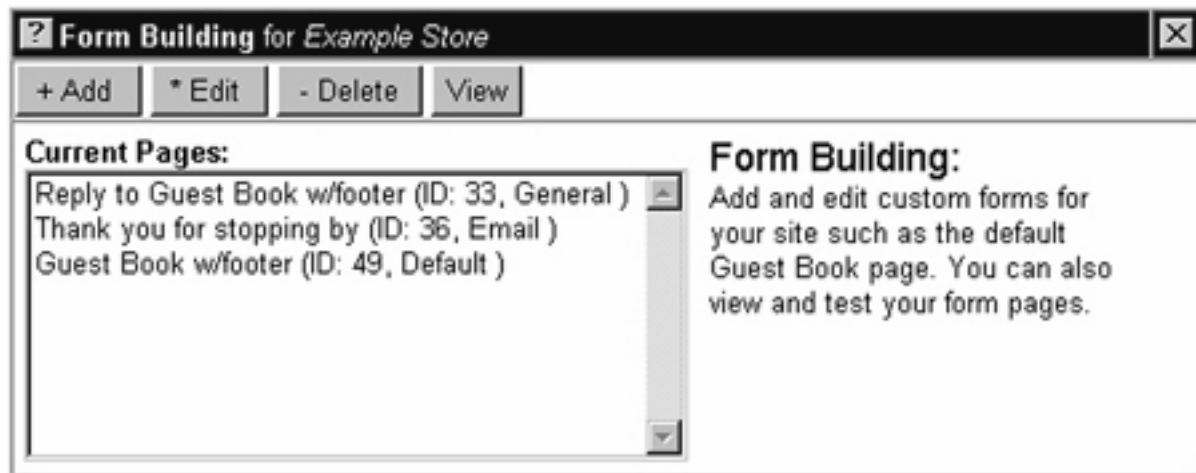 ? Form Building for Example Store X
+ Add * Edit - Delete View
Current Pages:
Reply to Guest Book w/footer (ID: 33, General )
Thank you for stopping by (ID: 36, Email )
Guest Book w/footer (ID: 49, Default )
Form Building:
Add and edit custom forms for
your site such as the default
Guest Book page. You can also
view and test your form pages.